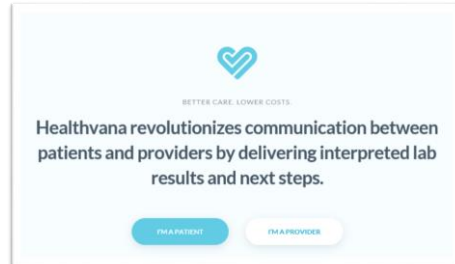 BETTER CARE. LOWER COSTS.
Healthvana revolutionizes communication between
patients and providers by delivering interpreted lab
results and next steps.
I'M A PATIENT
I'M A PROVIDER